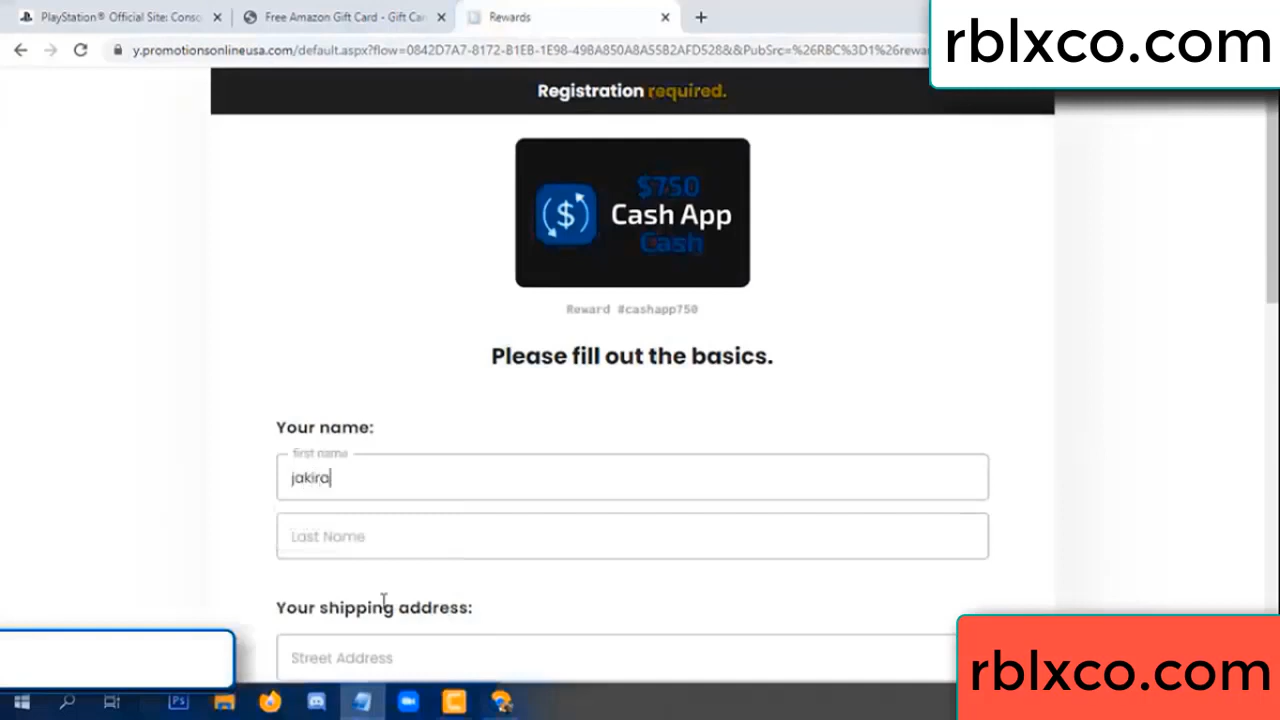 PlayStation® Official Site: Conso
Free Amazon Gift Card - Gift Car
Rewards
rblxco.com
y.promotionsonlineusa.com/default.aspx?flow=0842D7A7-8172-B1EB-1E98-498A850A8A55B2AFD528&&PubSrc=%26RBC%3D1%26rewar
Registration required.
$750
Cash App
Cash
Reward #cashapp750
Please fill out the basics.
Your name:
first name
jakira
Last Name
Your shipping address:
Street Address
rblxco.com
Ps